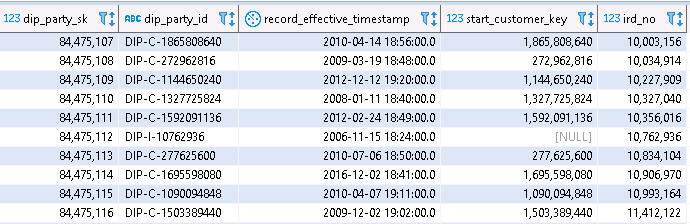 123 dip_party_sk ABC dip_party_id record_effective_timestamp 123 start_customer_key 123 ird_no
84,475,107 DIP-C-1865808640 2010-04-14 18:56:00.0 1,865,808,640 10,003,156
84,475,108 DIP-C-272962816 2009-03-19 18:48:00.0 272,962,816 10,034,914
84,475,109 DIP-C-1144650240 2012-12-12 19:20:00.0 1,144,650,240 10,227,909
84,475,110 DIP-C-1327725824 2008-01-11 18:40:00.0 1,327,725,824 10,327,040
84,475,111 DIP-C-1592091136 2012-02-24 18:49:00.0 1,592,091,136 10,356,016
84,475,112 DIP-I-10762936 2006-11-15 18:24:00.0 [NULL] 10,762,936
84,475,113 DIP-C-277625600 2010-07-06 18:50:00.0 277,625,600 10,834,104
84,475,114 DIP-C-1695598080 2016-12-02 18:41:00.0 1,695,598,080 10,906,970
84,475,115 DIP-C-1090094848 2010-04-07 19:11:00.0 1,090,094,848 10,993,164
84,475,116 DIP-C-1503389440 2009-12-02 19:02:00.0 1,503,389,440 11,412,122